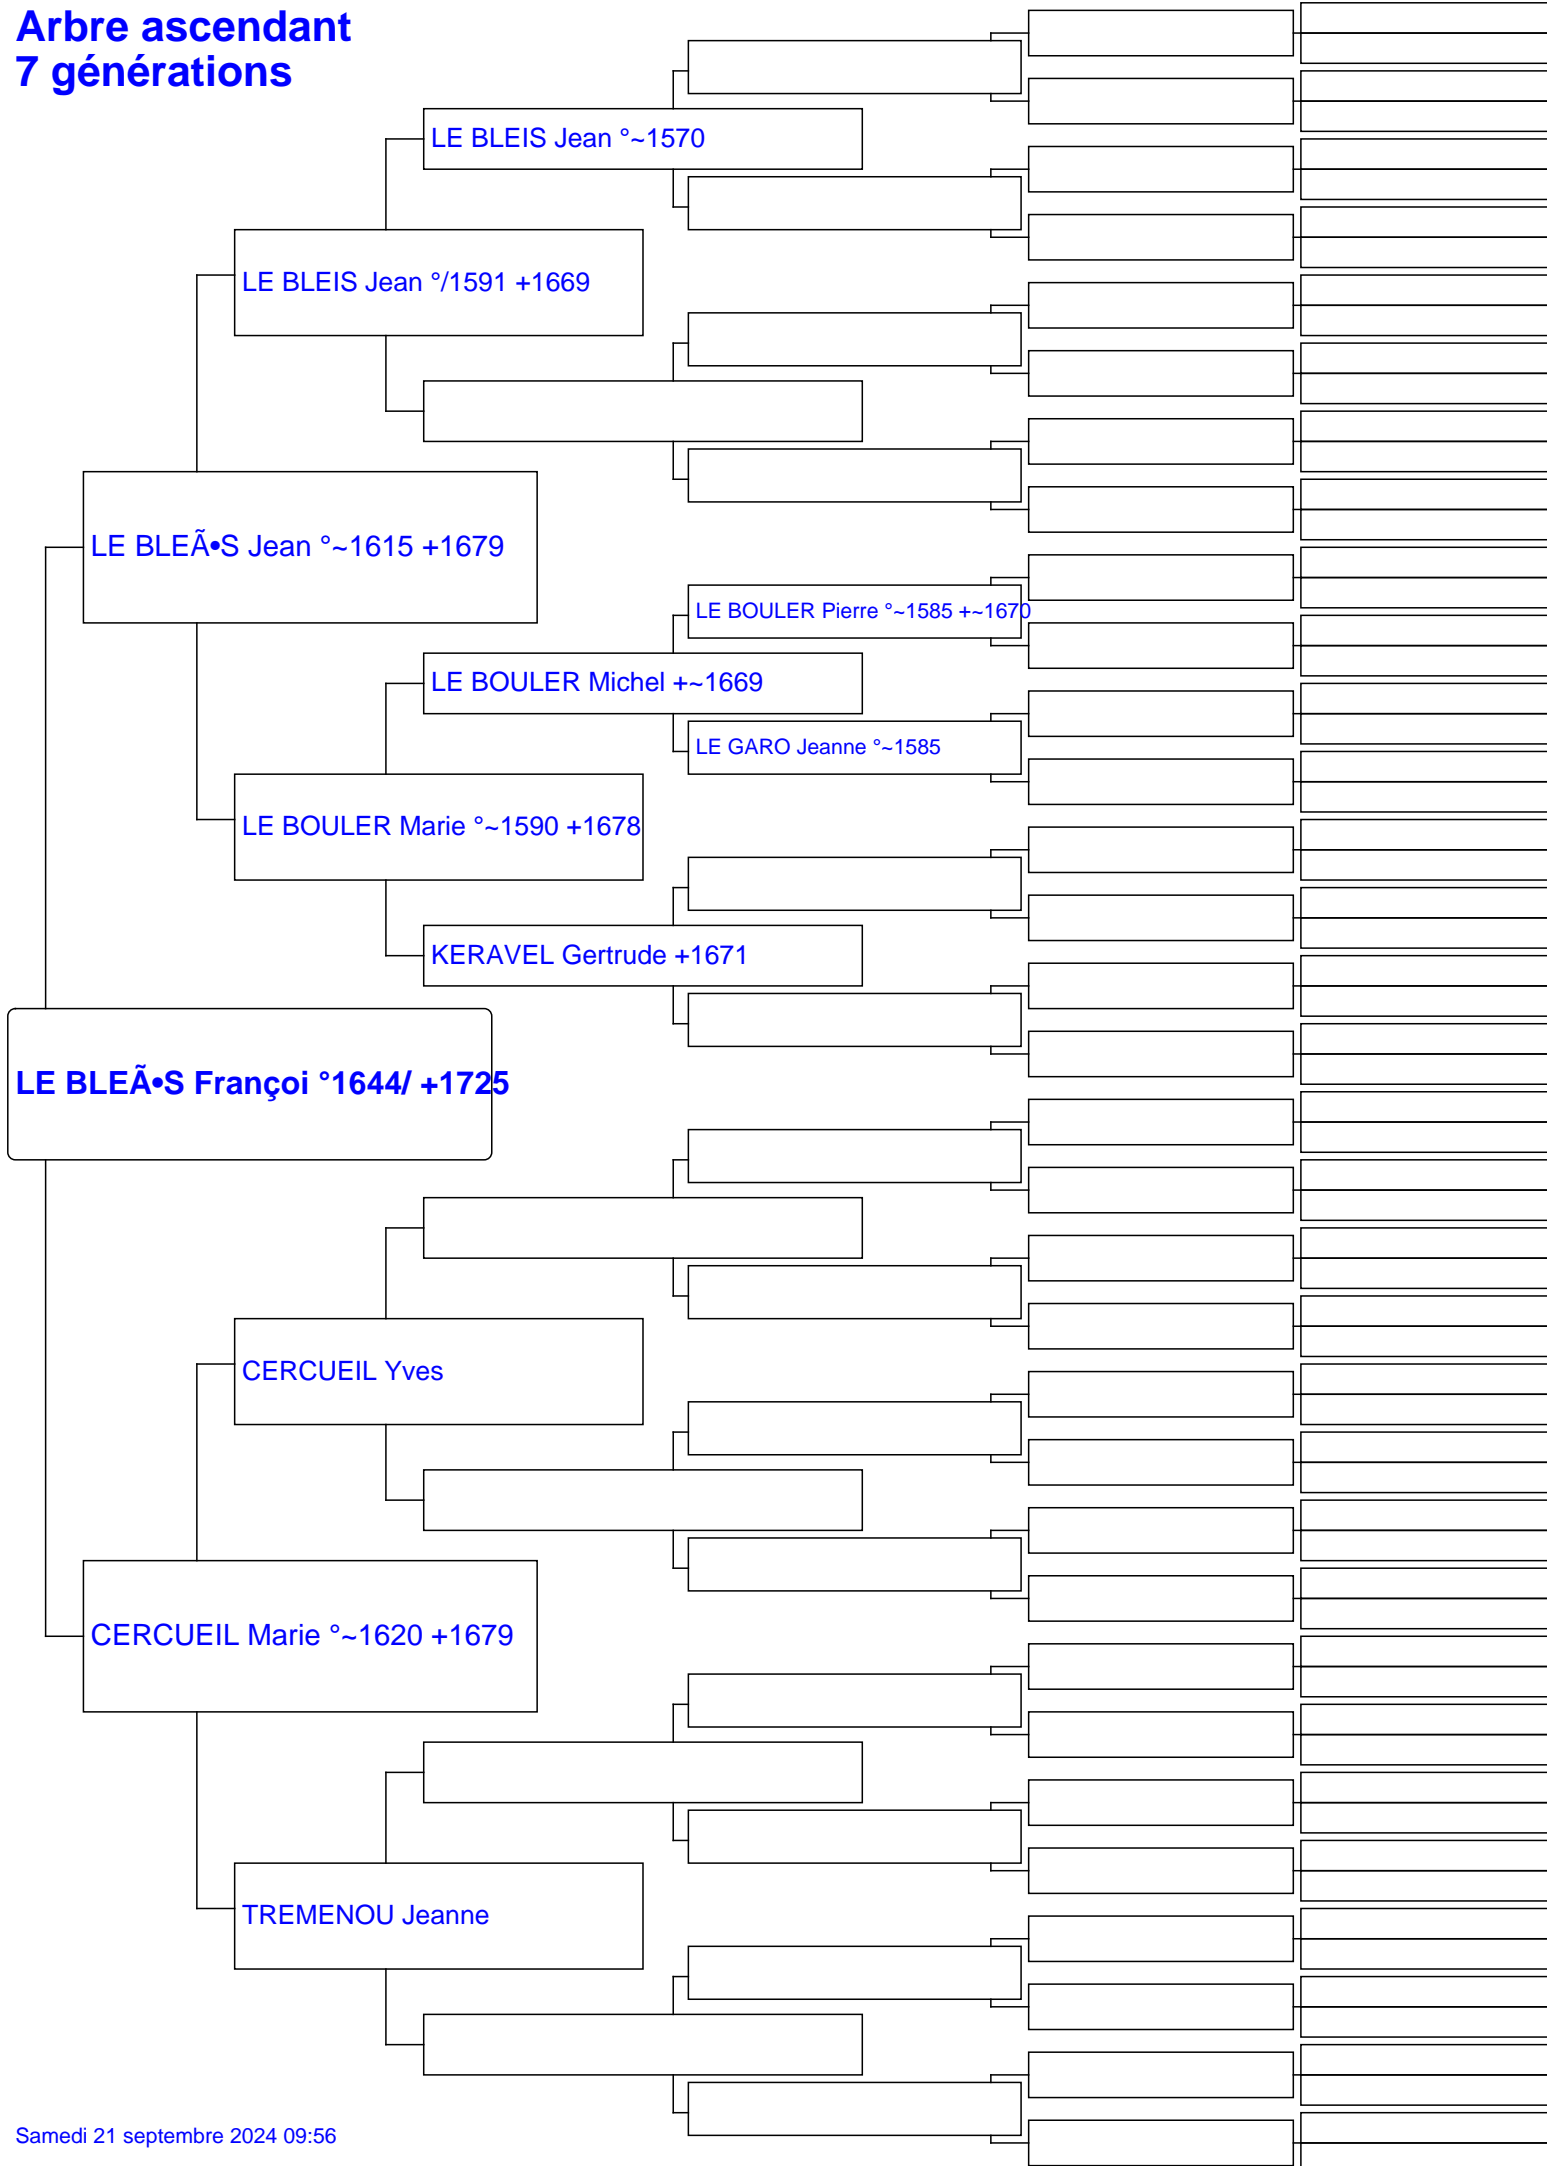 Arbre ascendant
7 générations
LE BLEIS Jean °~1570
LE BLEIS Jean °/1591 +1669
LE BLEÃ•S Jean °~1615 +1679
LE BOULER Pierre °~1585 +~1670
LE BOULER Michel +~1669
LE GARO Jeanne °~1585
LE BOULER Marie °~1590 +1678
KERAVEL Gertrude +1671
LE BLEÃ•S Françoi °1644/ +1725
CERCUEIL Yves
CERCUEIL Marie °~1620 +1679
TREMENOU Jeanne
Samedi 21 septembre 2024 09:56